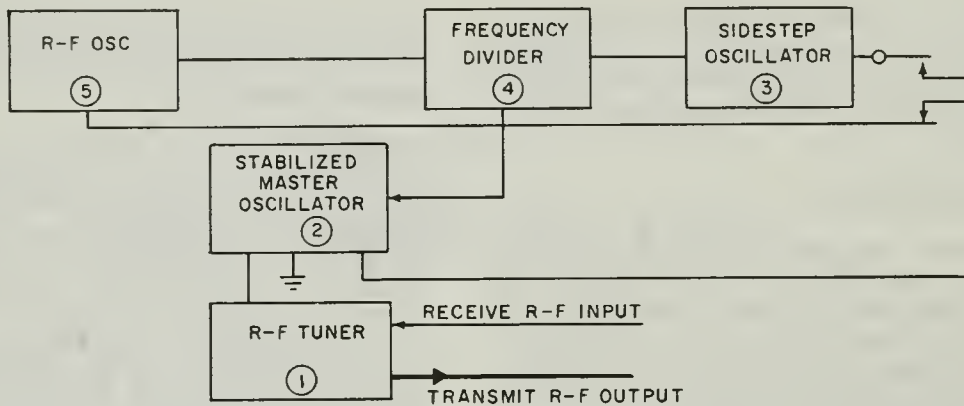 R-F OSC
5
FREQUENCY
DIVIDER
4
SIDESTEP
OSCILLATOR
3
STABILIZED
MASTER
OSCILLATOR
2
R-F TUNER
1
RECEIVE R-F INPUT
TRANSMIT R-F OUTPUT